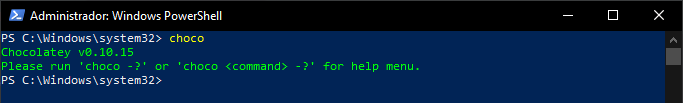 Administrador: Windows PowerShell
PS C:\Windows\system32> choco
Chocolatey v0.10.15
Please run 'choco -?' or 'choco <command> -?' for help menu.
PS C:\Windows\system32>